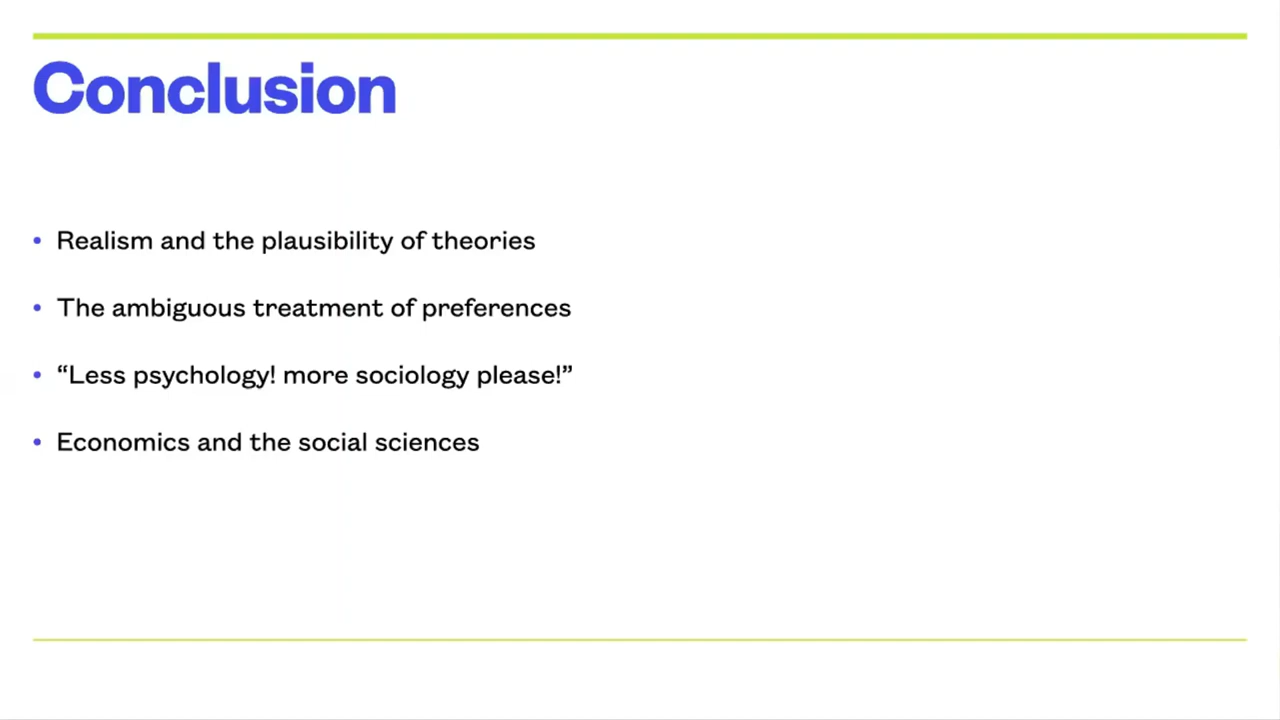 Conclusion
• Realism and the plausibility of theories
• The ambiguous treatment of preferences
• “Less psychology! more sociology please!”
• Economics and the social sciences